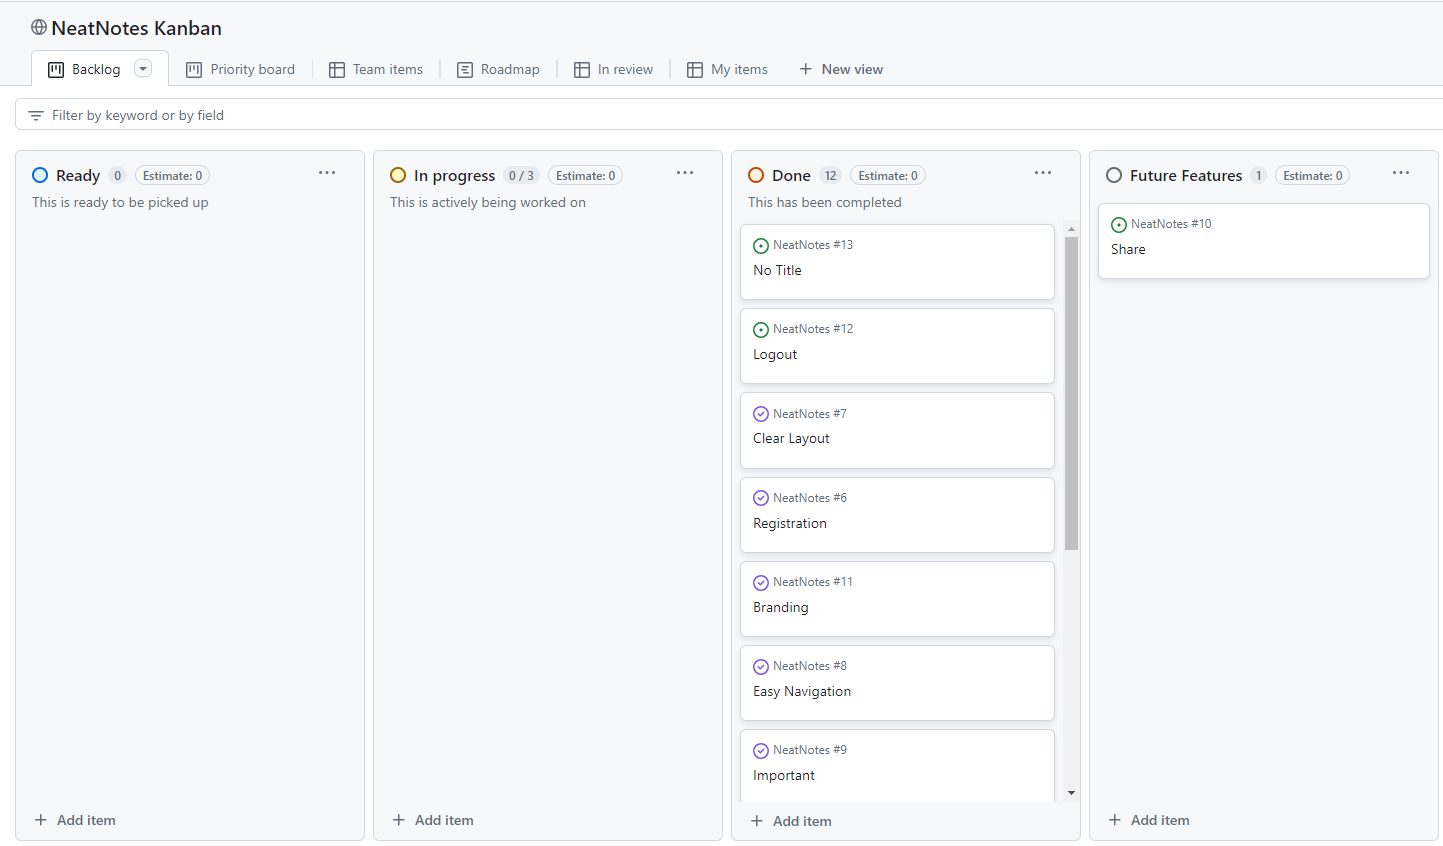 NeatNotes Kanban
Backlog
Priority board
Team items
Roadmap
In review
My items
New view
Filter by keyword or by field
Ready 0 Estimate: 0
This is ready to be picked up
Add item
In progress 0 / 3 Estimate: 0
This is actively being worked on
Add item
Done 12 Estimate: 0
This has been completed
NeatNotes #13
No Title
NeatNotes #12
Logout
NeatNotes #7
Clear Layout
NeatNotes #6
Registration
NeatNotes #11
Branding
NeatNotes #8
Easy Navigation
NeatNotes #9
Important
Add item
Future Features 1 Estimate: 0
NeatNotes #10
Share
Add item